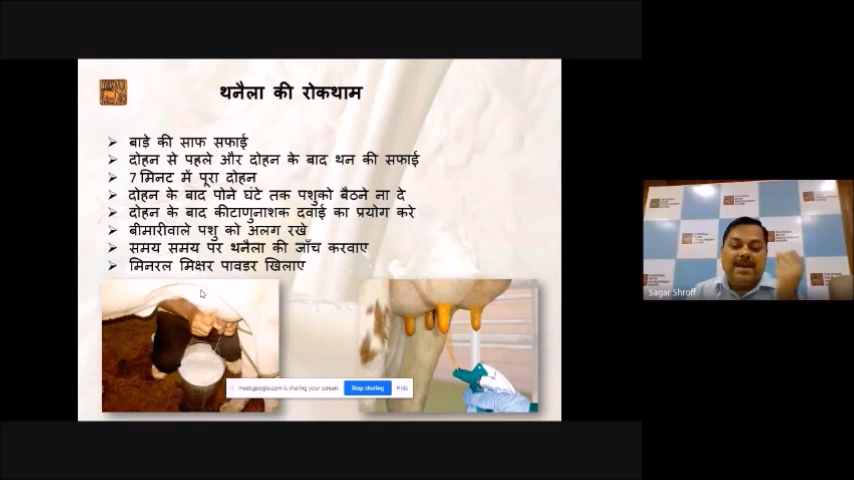 थनैला की रोकथाम
बाड़े की साफ सफाई
दोहन से पहले और दोहन के बाद थन की सफाई
7 मिनट में पूरा दोहन
दोहन के बाद पोने घंटे तक पशुको बैठने ना दे
दोहन के बाद कीटाणुनाशक दवाई का प्रयोग करे
बीमारीवाले पशु को अलग रखे
समय समय पर थनैला की जाँच करवाए
मिनरल मिक्षर पावडर खिलाए
meet.google.com is sharing your screen. Stop sharing Hide
Sagar Shroff